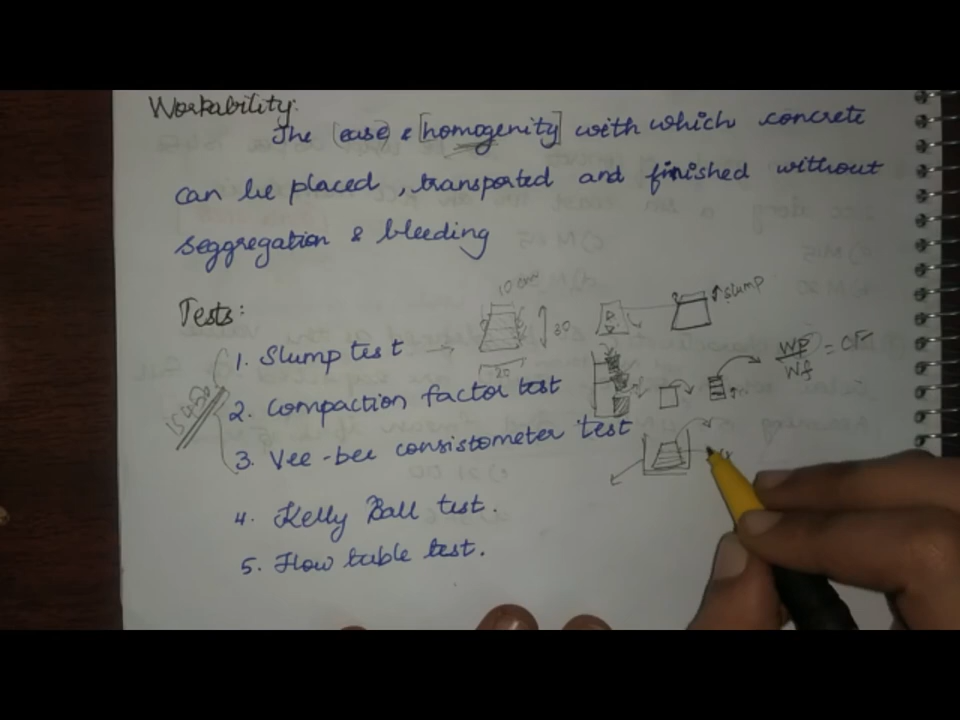 Workability:
The [ease] & [homogenity] with which concrete
can be placed, transported and finished without
seggregation & bleeding
Tests:
10 cm
30
20
slump
1. Slump test
WP/Wf = CF
2. Compaction factor test
3. Vee-bee consistometer test
4. Kelly Ball test.
5. Flow table test.